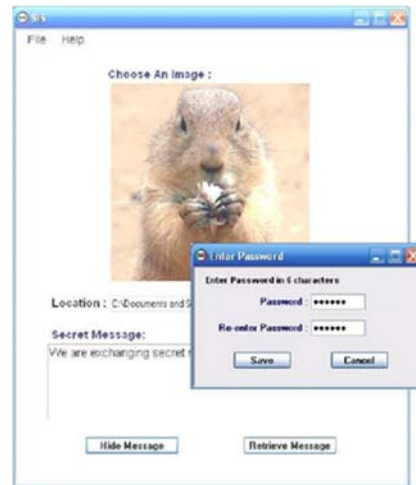 SIS
File Help
Choose An Image :
Enter Password
Enter Password in 6 characters
Password : ••••••
Re-enter Password : ••••••
Save Cancel
Location : C:\Documents and S
Secret Message:
We are exchanging secret
Hide Message Retrieve Message